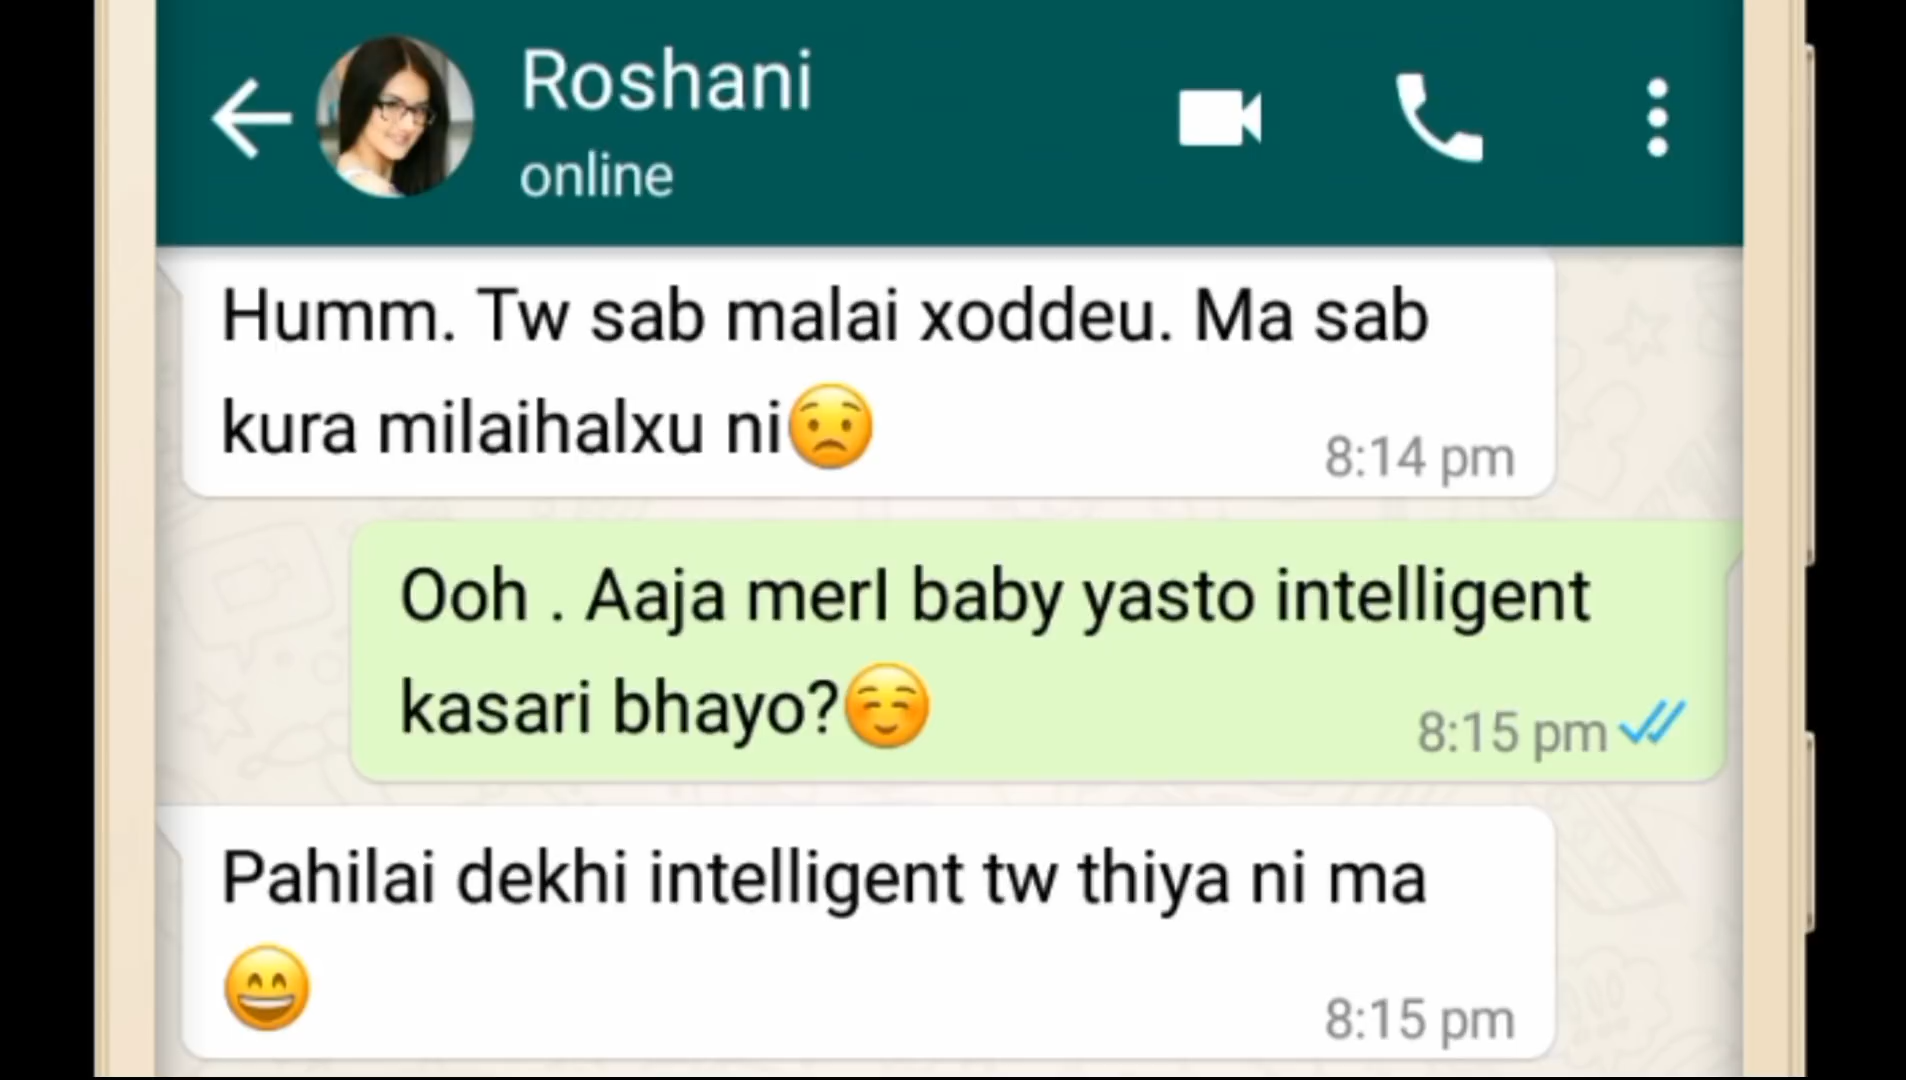 Roshani
online
Humm. Tw sab malai xoddeu. Ma sab
kura milaihalxu ni😟
8:14 pm
Ooh . Aaja merI baby yasto intelligent
kasari bhayo?☺️
8:15 pm
Pahilai dekhi intelligent tw thiya ni ma
😄
8:15 pm